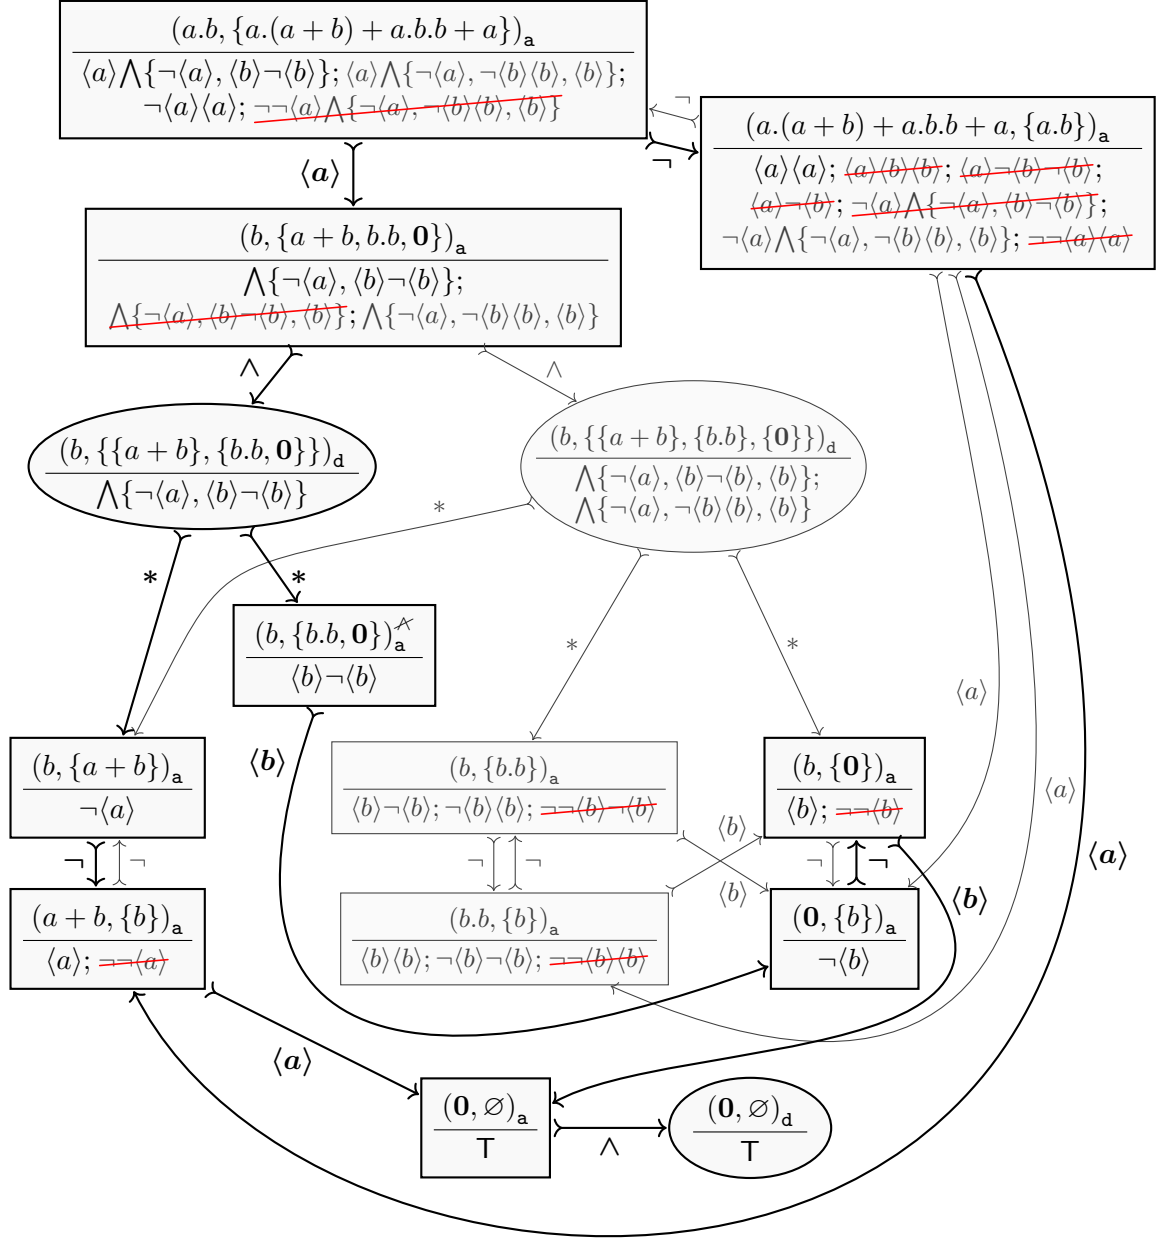 (a.b, {a.(a + b) + a.b.b + a})ₐ
⟨a⟩⋀{¬⟨a⟩, ⟨b⟩¬⟨b⟩}; ⟨a⟩⋀{¬⟨a⟩, ¬⟨b⟩⟨b⟩, ⟨b⟩};
¬⟨a⟩⟨a⟩; ¬¬⟨a⟩⋀{¬⟨a⟩, ¬⟨b⟩⟨b⟩, ⟨b⟩}
¬
(a.(a + b) + a.b.b + a, {a.b})ₐ
⟨a⟩⟨a⟩; ⟨a⟩⟨b⟩⟨b⟩; ⟨a⟩¬⟨b⟩¬⟨b⟩;
⟨a⟩¬⟨b⟩; ¬⟨a⟩⋀{¬⟨a⟩, ⟨b⟩¬⟨b⟩};
¬⟨a⟩⋀{¬⟨a⟩, ¬⟨b⟩⟨b⟩, ⟨b⟩}; ¬¬⟨a⟩⟨a⟩
¬
⟨a⟩
(b, {a + b, b.b, 0})ₐ
⋀{¬⟨a⟩, ⟨b⟩¬⟨b⟩};
⋀{¬⟨a⟩, ⟨b⟩¬⟨b⟩, ⟨b⟩}; ⋀{¬⟨a⟩, ¬⟨b⟩⟨b⟩, ⟨b⟩}
∧
∧
(b, {{a + b}, {b.b, 0}})d
⋀{¬⟨a⟩, ⟨b⟩¬⟨b⟩}
(b, {{a + b}, {b.b}, {0}})d
⋀{¬⟨a⟩, ⟨b⟩¬⟨b⟩, ⟨b⟩};
⋀{¬⟨a⟩, ¬⟨b⟩⟨b⟩, ⟨b⟩}
*
*
*
*
*
(b, {b.b, 0})ₐ∧̸
⟨b⟩¬⟨b⟩
⟨a⟩
⟨b⟩
⟨a⟩
(b, {a + b})ₐ
¬⟨a⟩
(b, {b.b})ₐ
⟨b⟩¬⟨b⟩; ¬⟨b⟩⟨b⟩; ¬¬⟨b⟩¬⟨b⟩
(b, {0})ₐ
⟨b⟩; ¬¬⟨b⟩
¬
¬
¬
¬
⟨b⟩
⟨b⟩
¬
¬
⟨a⟩
⟨b⟩
(a + b, {b})ₐ
⟨a⟩; ¬¬⟨a⟩
(b.b, {b})ₐ
⟨b⟩⟨b⟩; ¬⟨b⟩¬⟨b⟩; ¬¬⟨b⟩⟨b⟩
(0, {b})ₐ
¬⟨b⟩
⟨a⟩
(0, ∅)ₐ
T
∧
(0, ∅)d
T